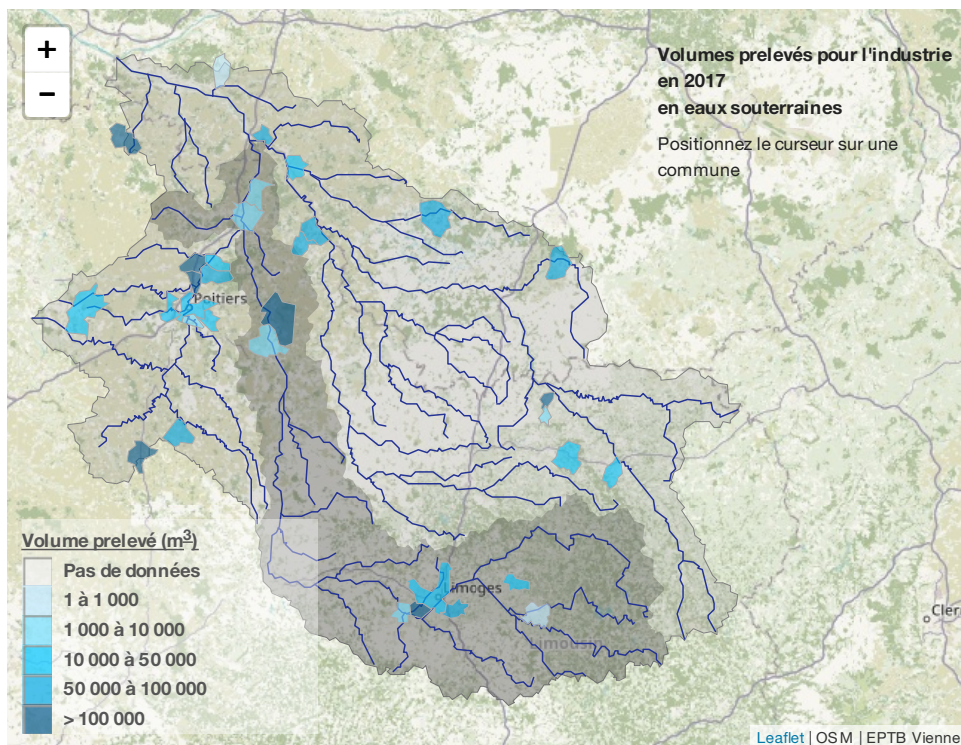 +
−
Volumes prelevés pour l'industrie
en 2017
en eaux souterraines
Positionnez le curseur sur une
commune
Poitiers
Limoges
Limousin
Cler
Volume prelevé (m³)
Pas de données
1 à 1 000
1 000 à 10 000
10 000 à 50 000
50 000 à 100 000
> 100 000
Leaflet | OSM | EPTB Vienne